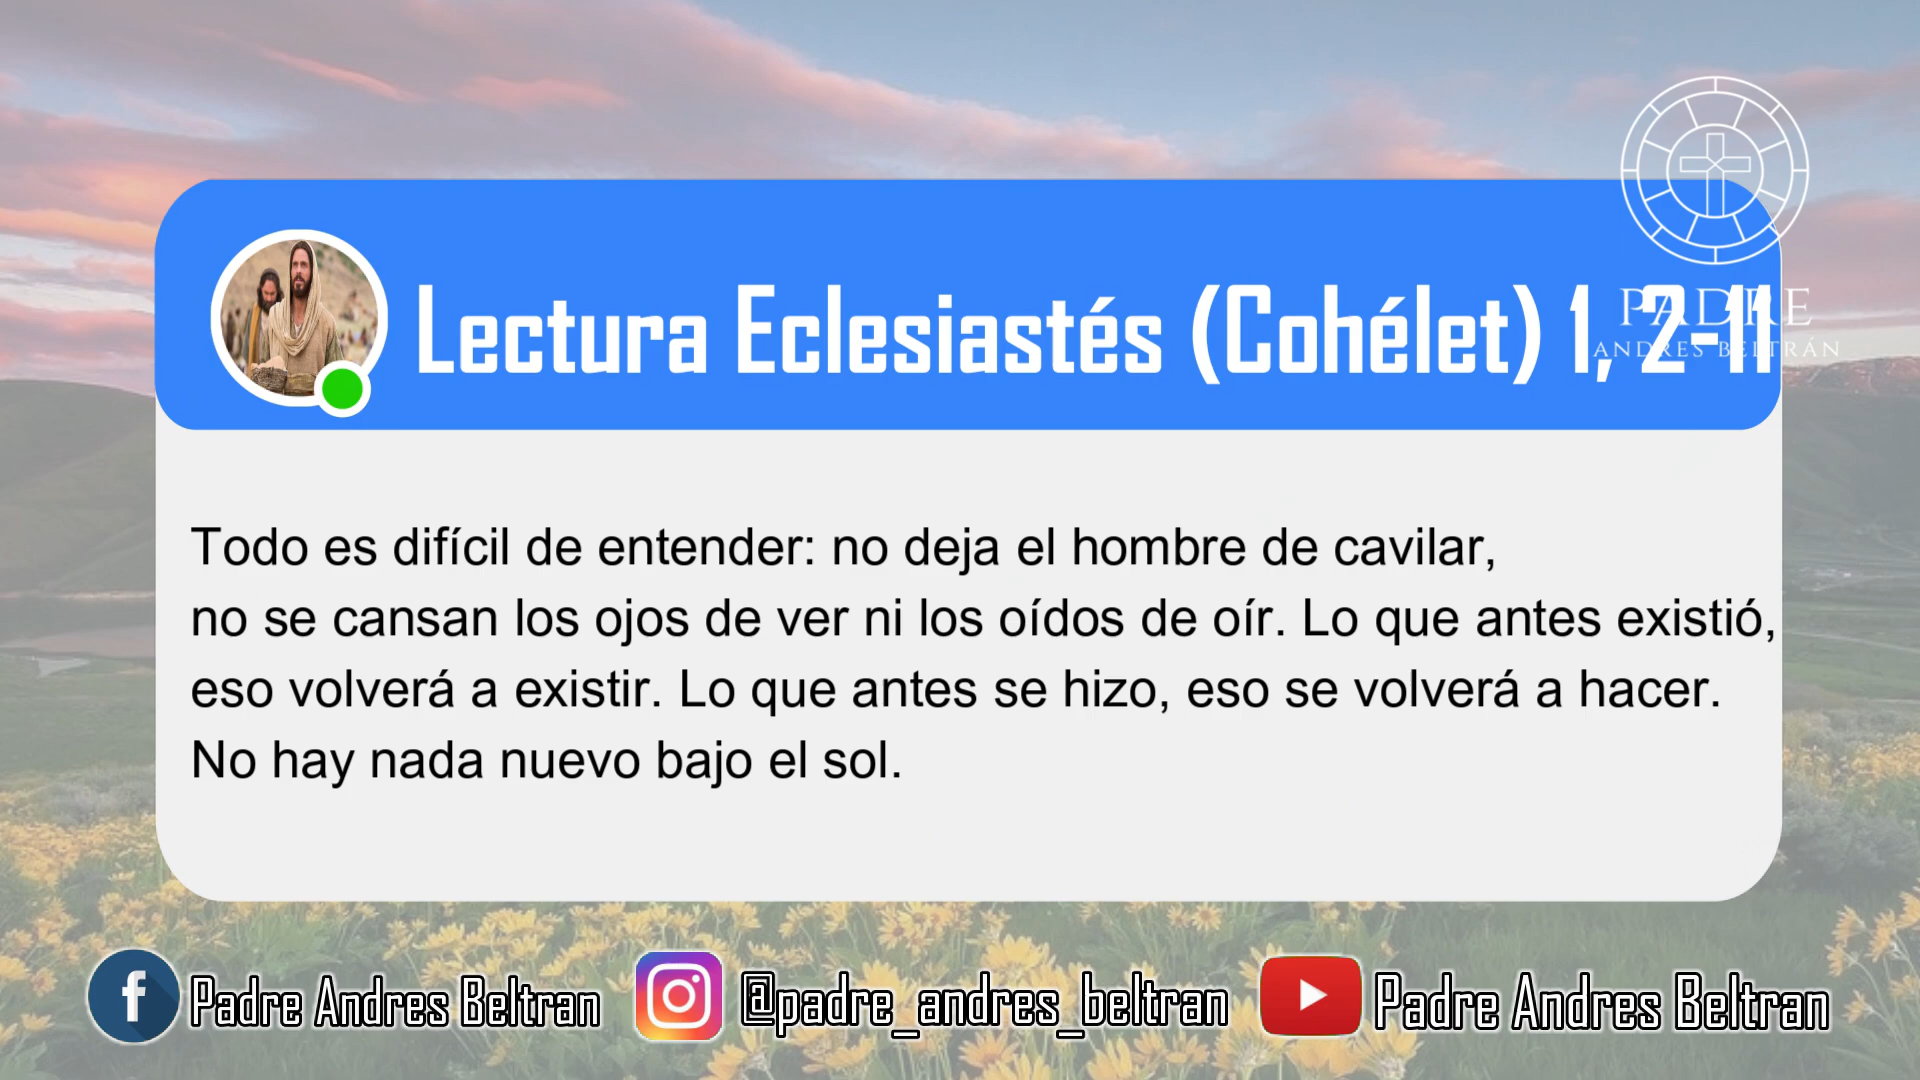 Lectura Eclesiastés (Cohélet) 1, 2-11
PADRE
ANDRES BELTRÁN
Todo es difícil de entender: no deja el hombre de cavilar,
no se cansan los ojos de ver ni los oídos de oír. Lo que antes existió,
eso volverá a existir. Lo que antes se hizo, eso se volverá a hacer.
No hay nada nuevo bajo el sol.
Padre Andres Beltran
@padre_andres_beltran
Padre Andres Beltran